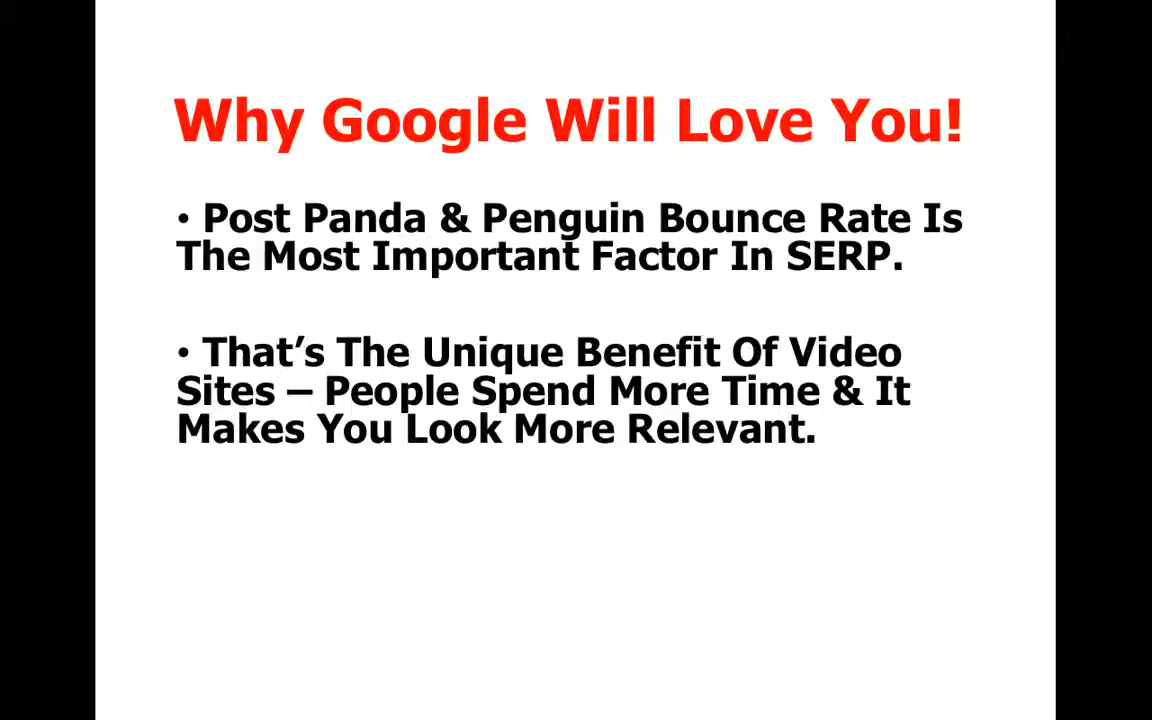 Why Google Will Love You!
• Post Panda & Penguin Bounce Rate Is
The Most Important Factor In SERP.
• That’s The Unique Benefit Of Video
Sites – People Spend More Time & It
Makes You Look More Relevant.